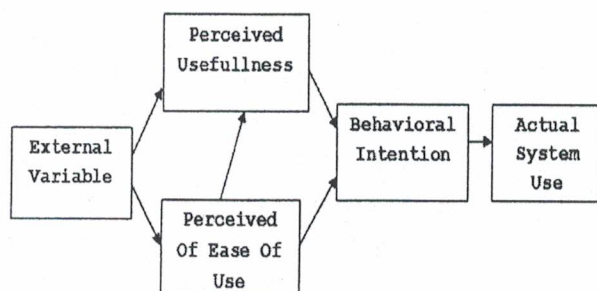 Perceived
Usefullness
External
Variable
Behavioral
Intention
Actual
System
Use
Perceived
Of Ease Of
Use